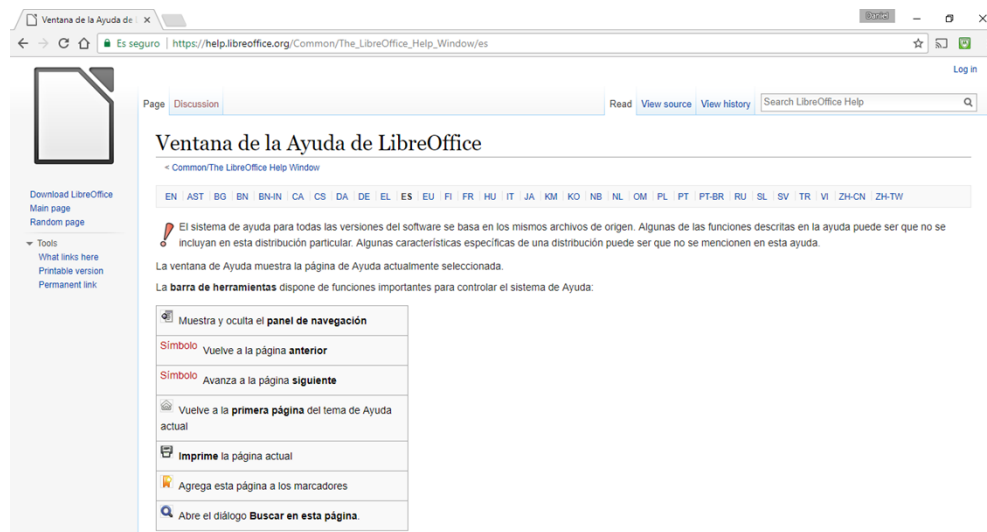 Ventana de la Ayuda de l
Daniel
Es seguro | https://help.libreoffice.org/Common/The_LibreOffice_Help_Window/es
Log in
Page Discussion Read View source View history Search LibreOffice Help
Ventana de la Ayuda de LibreOffice
< Common/The LibreOffice Help Window
Download LibreOffice
Main page
Random page
Tools
What links here
Printable version
Permanent link
EN AST BG BN BN-IN CA CS DA DE EL ES EU FI FR HU IT JA KM KO NB NL OM PL PT PT-BR RU SL SV TR VI ZH-CN ZH-TW
El sistema de ayuda para todas las versiones del software se basa en los mismos archivos de origen. Algunas de las funciones descritas en la ayuda puede ser que no se
incluyan en esta distribución particular. Algunas características específicas de una distribución puede ser que no se mencionen en esta ayuda.
La ventana de Ayuda muestra la página de Ayuda actualmente seleccionada.
La barra de herramientas dispone de funciones importantes para controlar el sistema de Ayuda:
Muestra y oculta el panel de navegación
Símbolo Vuelve a la página anterior
Símbolo Avanza a la página siguiente
Vuelve a la primera página del tema de Ayuda
actual
Imprime la página actual
Agrega esta página a los marcadores
Abre el diálogo Buscar en esta página.